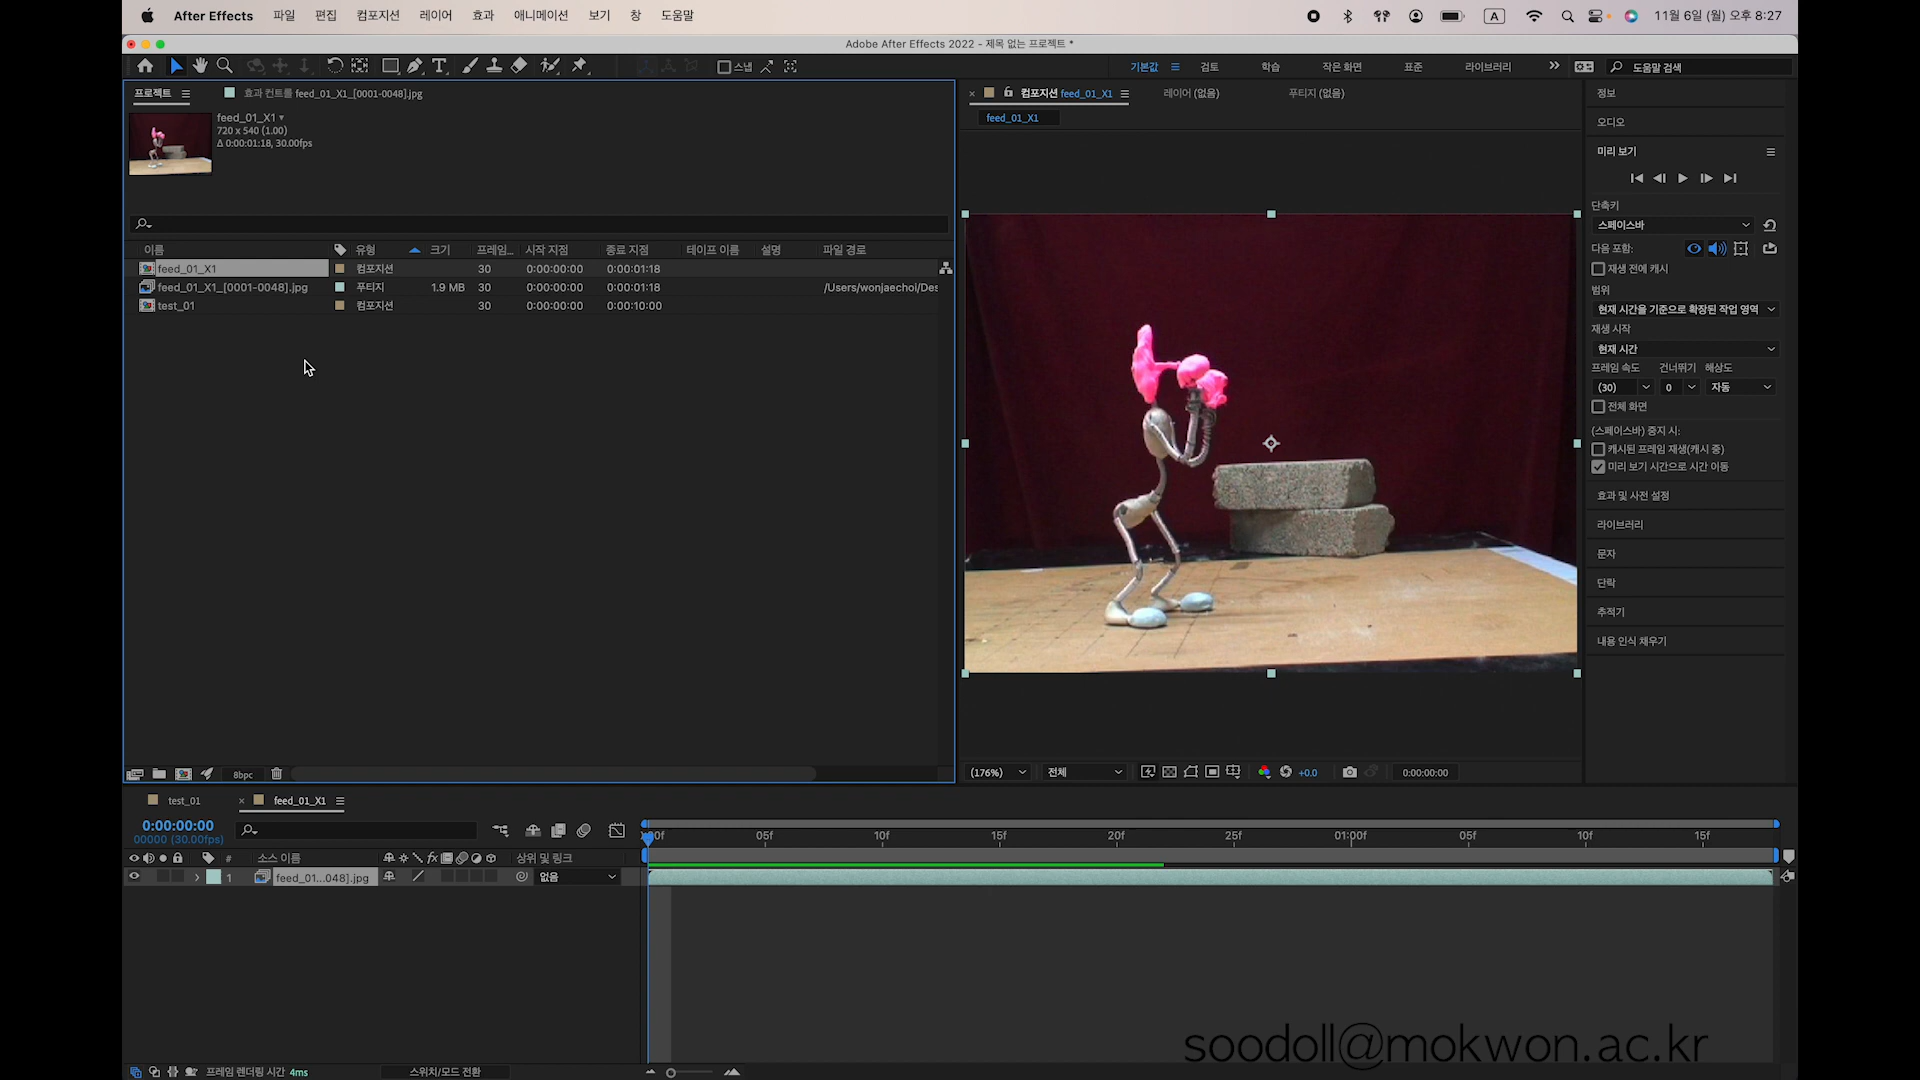 After Effects 파일 편집 컴포지션 레이어 효과 애니메이션 보기 창 도움말 A 11월 6일 (월) 오후 8:27
Adobe After Effects 2022 - 제목 없는 프로젝트 *
스냅 기본값 검토 학습 작은 화면 표준 라이브러리 도움말 검색
프로젝트 효과 컨트롤 feed_01_X1_[0001-0048].jpg
feed_01_X1
720 x 540 (1.00)
Δ 0:00:01:18, 30.00fps
이름 유형 크기 프레임... 시작 지점 종료 지점 테이프 이름 설명 파일 경로
feed_01_X1 컴포지션 30 0:00:00:00 0:00:01:18
feed_01_X1_[0001-0048].jpg 푸티지 1.9 MB 30 0:00:00:00 0:00:01:18 /Users/wonjaechoi/Des
test_01 컴포지션 30 0:00:00:00 0:00:10:00
8bpc
컴포지션 feed_01_X1 레이어 (없음) 푸티지 (없음)
feed_01_X1
(176%) 전체 +0.0 0:00:00:00
정보
오디오
미리 보기
단축키
스페이스바
다음 포함:
재생 전에 캐시
범위
현재 시간을 기준으로 확장된 작업 영역
재생 시작
현재 시간
프레임 속도 건너뛰기 해상도
(30) 0 자동
전체 화면
(스페이스바) 중지 시:
캐시된 프레임 재생(캐시 중)
미리 보기 시간으로 시간 이동
효과 및 사전 설정
라이브러리
문자
단락
추적기
내용 인식 채우기
test_01 feed_01_X1
0:00:00:00
00000 (30.00fps)
:00f 05f 10f 15f 20f 25f 01:00f 05f 10f 15f
# 소스 이름 fx 상위 및 링크
1 feed_01...048].jpg 없음
soodoll@mokwon.ac.kr
프레임 렌더링 시간 4ms 스위치/모드 전환